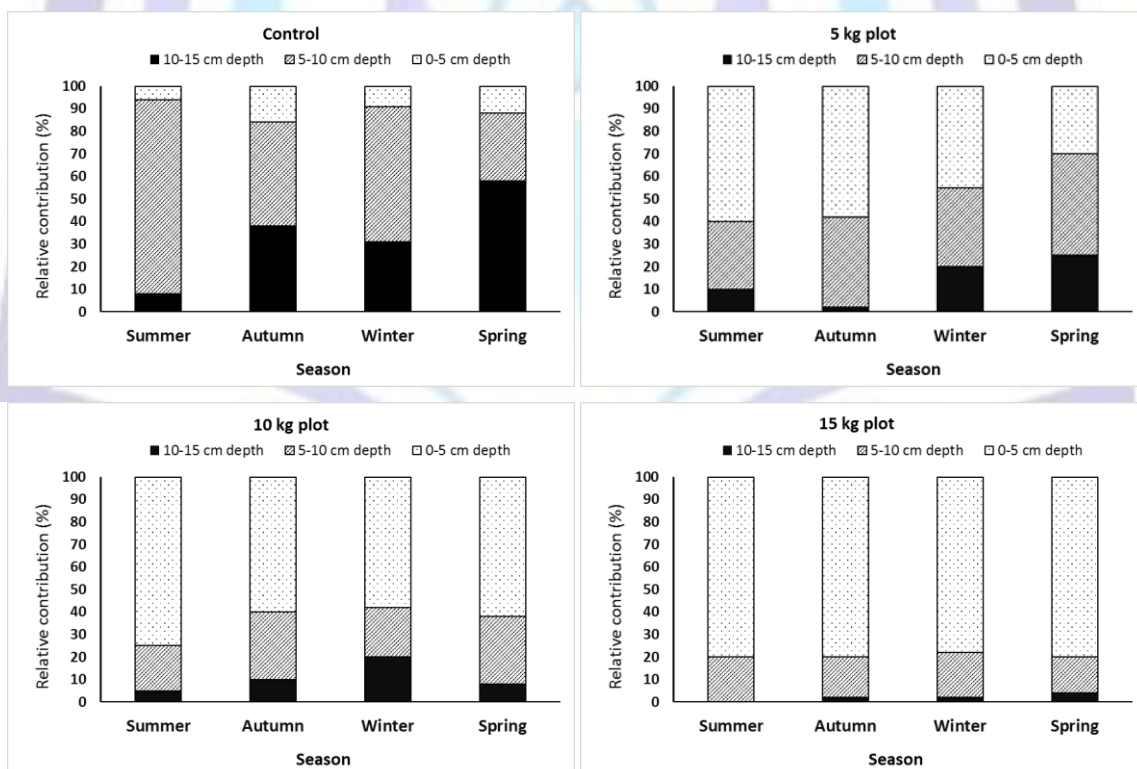 Control
10-15 cm depth 5-10 cm depth 0-5 cm depth
Relative contribution (%)
100
90
80
70
60
50
40
30
20
10
0
Summer Autumn Winter Spring
Season
5 kg plot
10-15 cm depth 5-10 cm depth 0-5 cm depth
Relative contribution (%)
100
90
80
70
60
50
40
30
20
10
0
Summer Autumn Winter Spring
Season
10 kg plot
10-15 cm depth 5-10 cm depth 0-5 cm depth
Relative contribution (%)
100
90
80
70
60
50
40
30
20
10
0
Summer Autumn Winter Spring
Season
15 kg plot
10-15 cm depth 5-10 cm depth 0-5 cm depth
Relative contribution (%)
100
90
80
70
60
50
40
30
20
10
0
Summer Autumn Winter Spring
Season